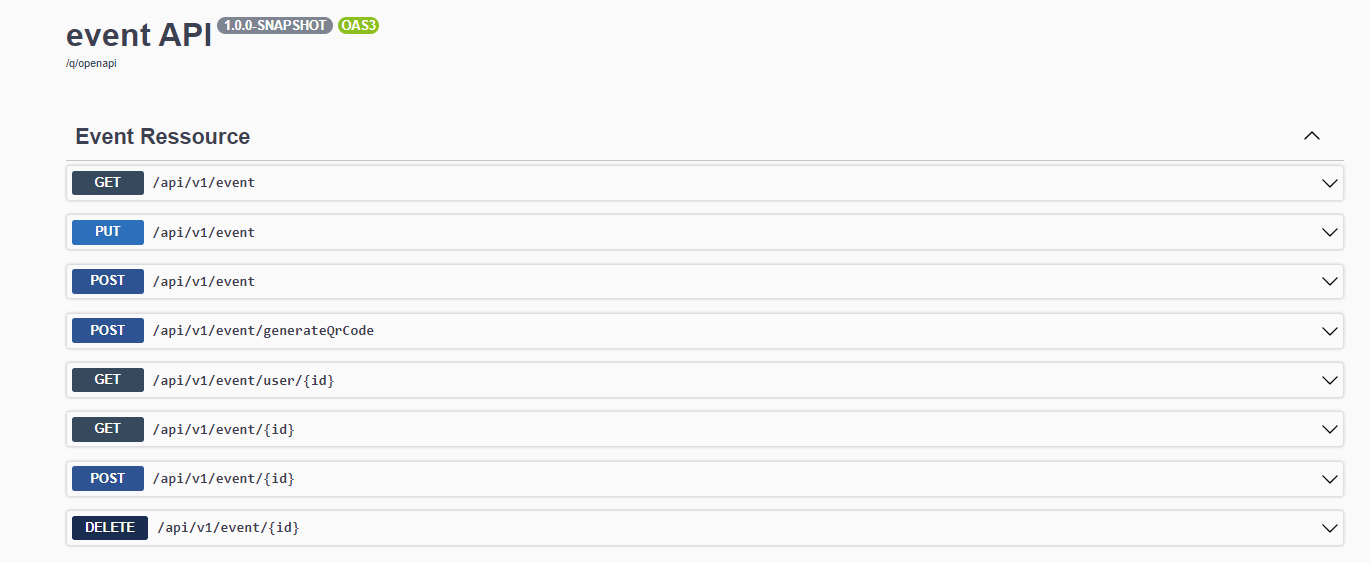 event API 1.0.0-SNAPSHOT OAS3
/q/openapi
Event Ressource
GET /api/v1/event
PUT /api/v1/event
POST /api/v1/event
POST /api/v1/event/generateQrCode
GET /api/v1/event/user/{id}
GET /api/v1/event/{id}
POST /api/v1/event/{id}
DELETE /api/v1/event/{id}